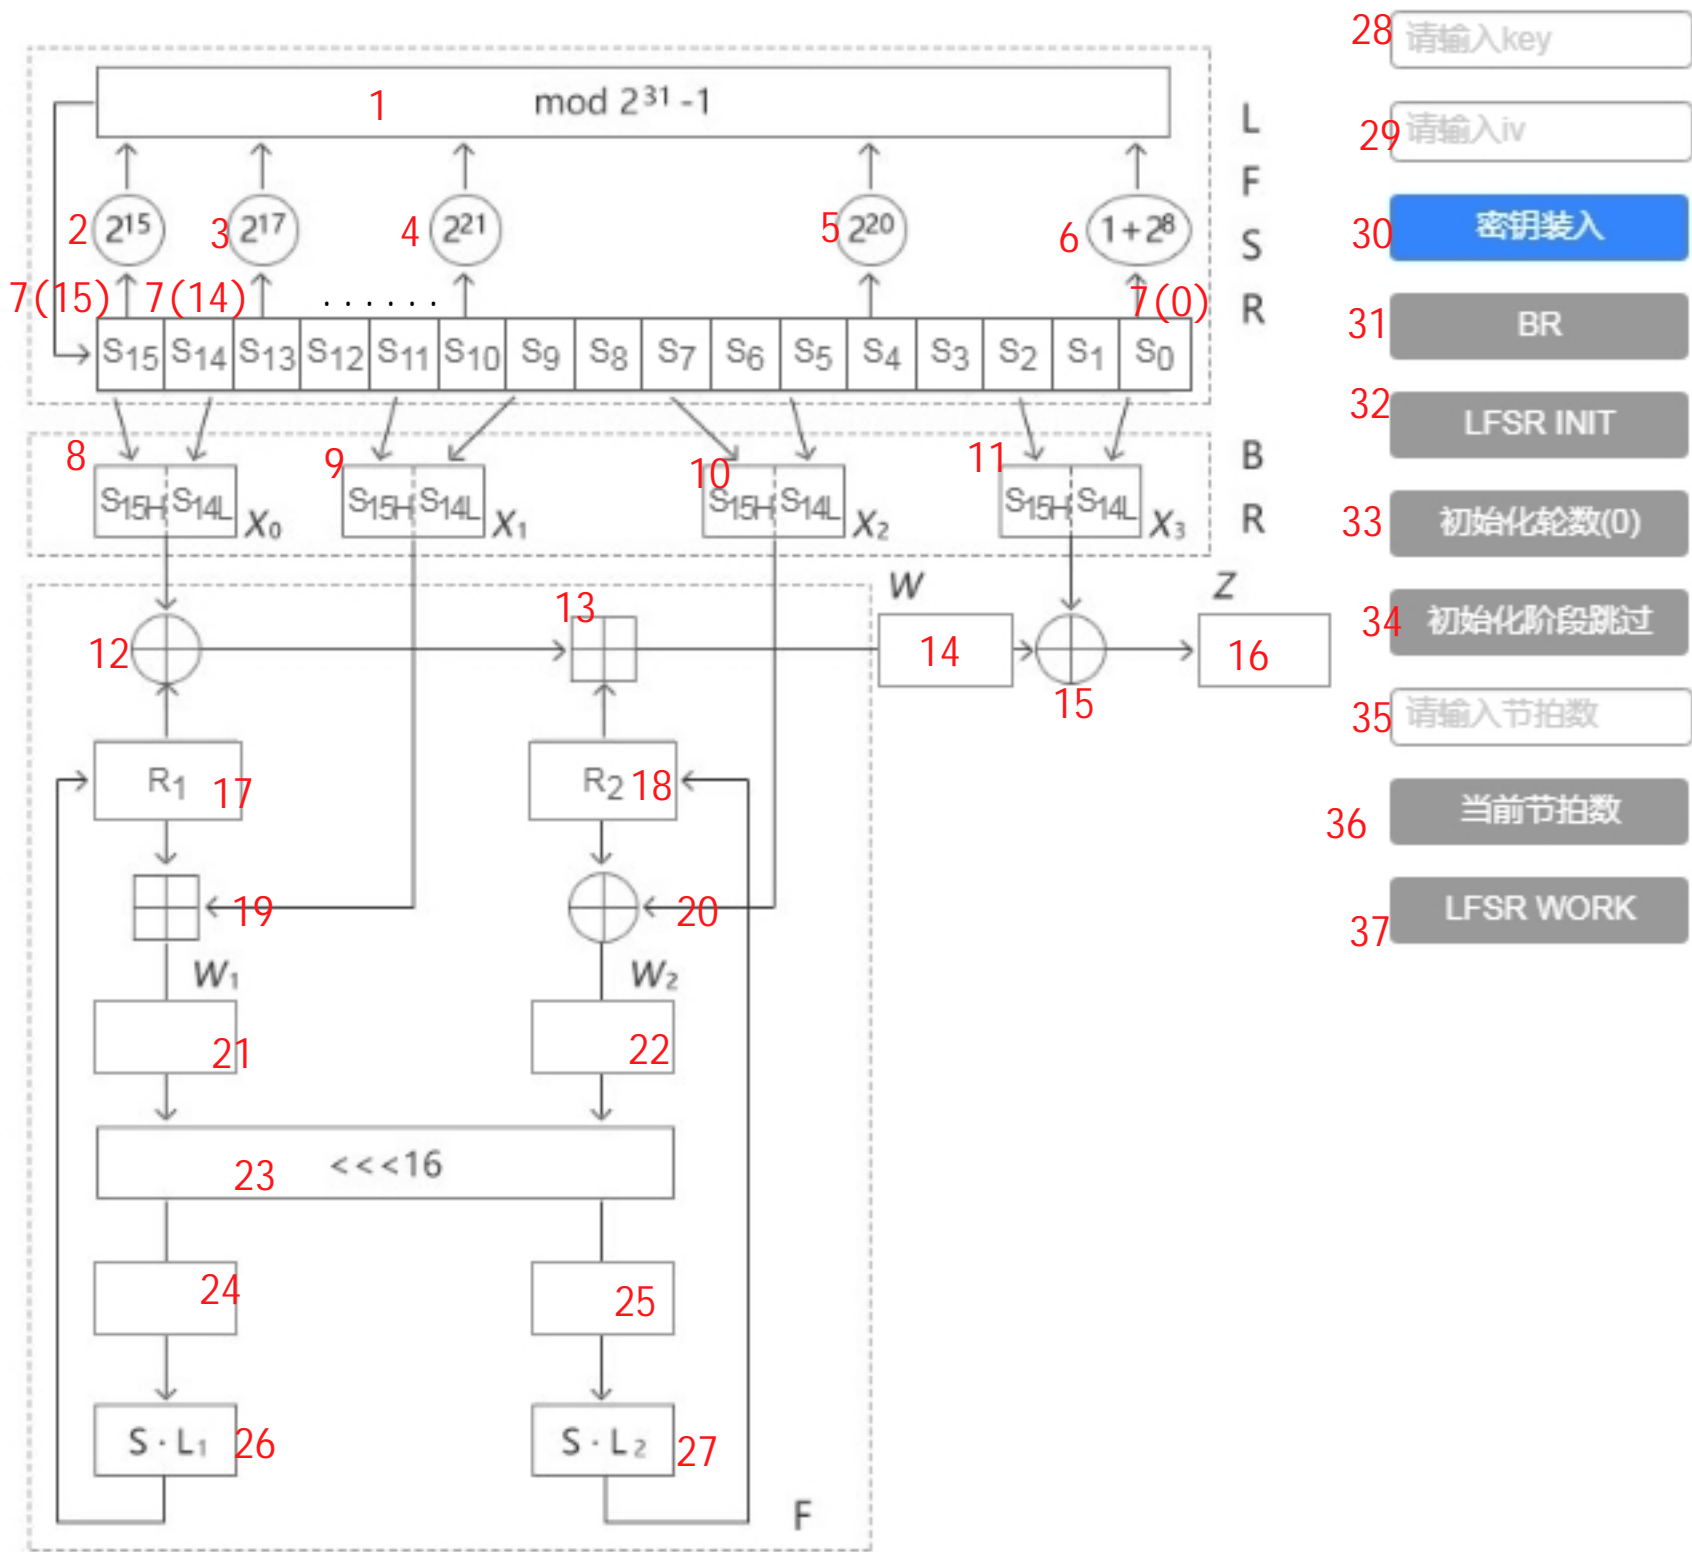 1 mod 2³¹ -1
L
F
S
R
2 2¹⁵ 3 2¹⁷ 4 2²¹ 5 2²⁰ 6 1+2⁸
7(15) 7(14) ...... 7(0)
S₁₅ S₁₄ S₁₃ S₁₂ S₁₁ S₁₀ S₉ S₈ S₇ S₆ S₅ S₄ S₃ S₂ S₁ S₀
8 S₁₅H S₁₄L X₀ 9 S₁₅H S₁₄L X₁ 10 S₁₅H S₁₄L X₂ 11 S₁₅H S₁₄L X₃
B
R
W Z
12 13 14 15 16
R₁ 17 R₂ 18
19 20
W₁ W₂
21 22
23 <<<16
24 25
S · L₁ 26 S · L₂ 27
F
28 请输入key
29 请输入iv
30 密钥装入
31 BR
32 LFSR INIT
33 初始化轮数(0)
34 初始化阶段跳过
35 请输入节拍数
36 当前节拍数
37 LFSR WORK